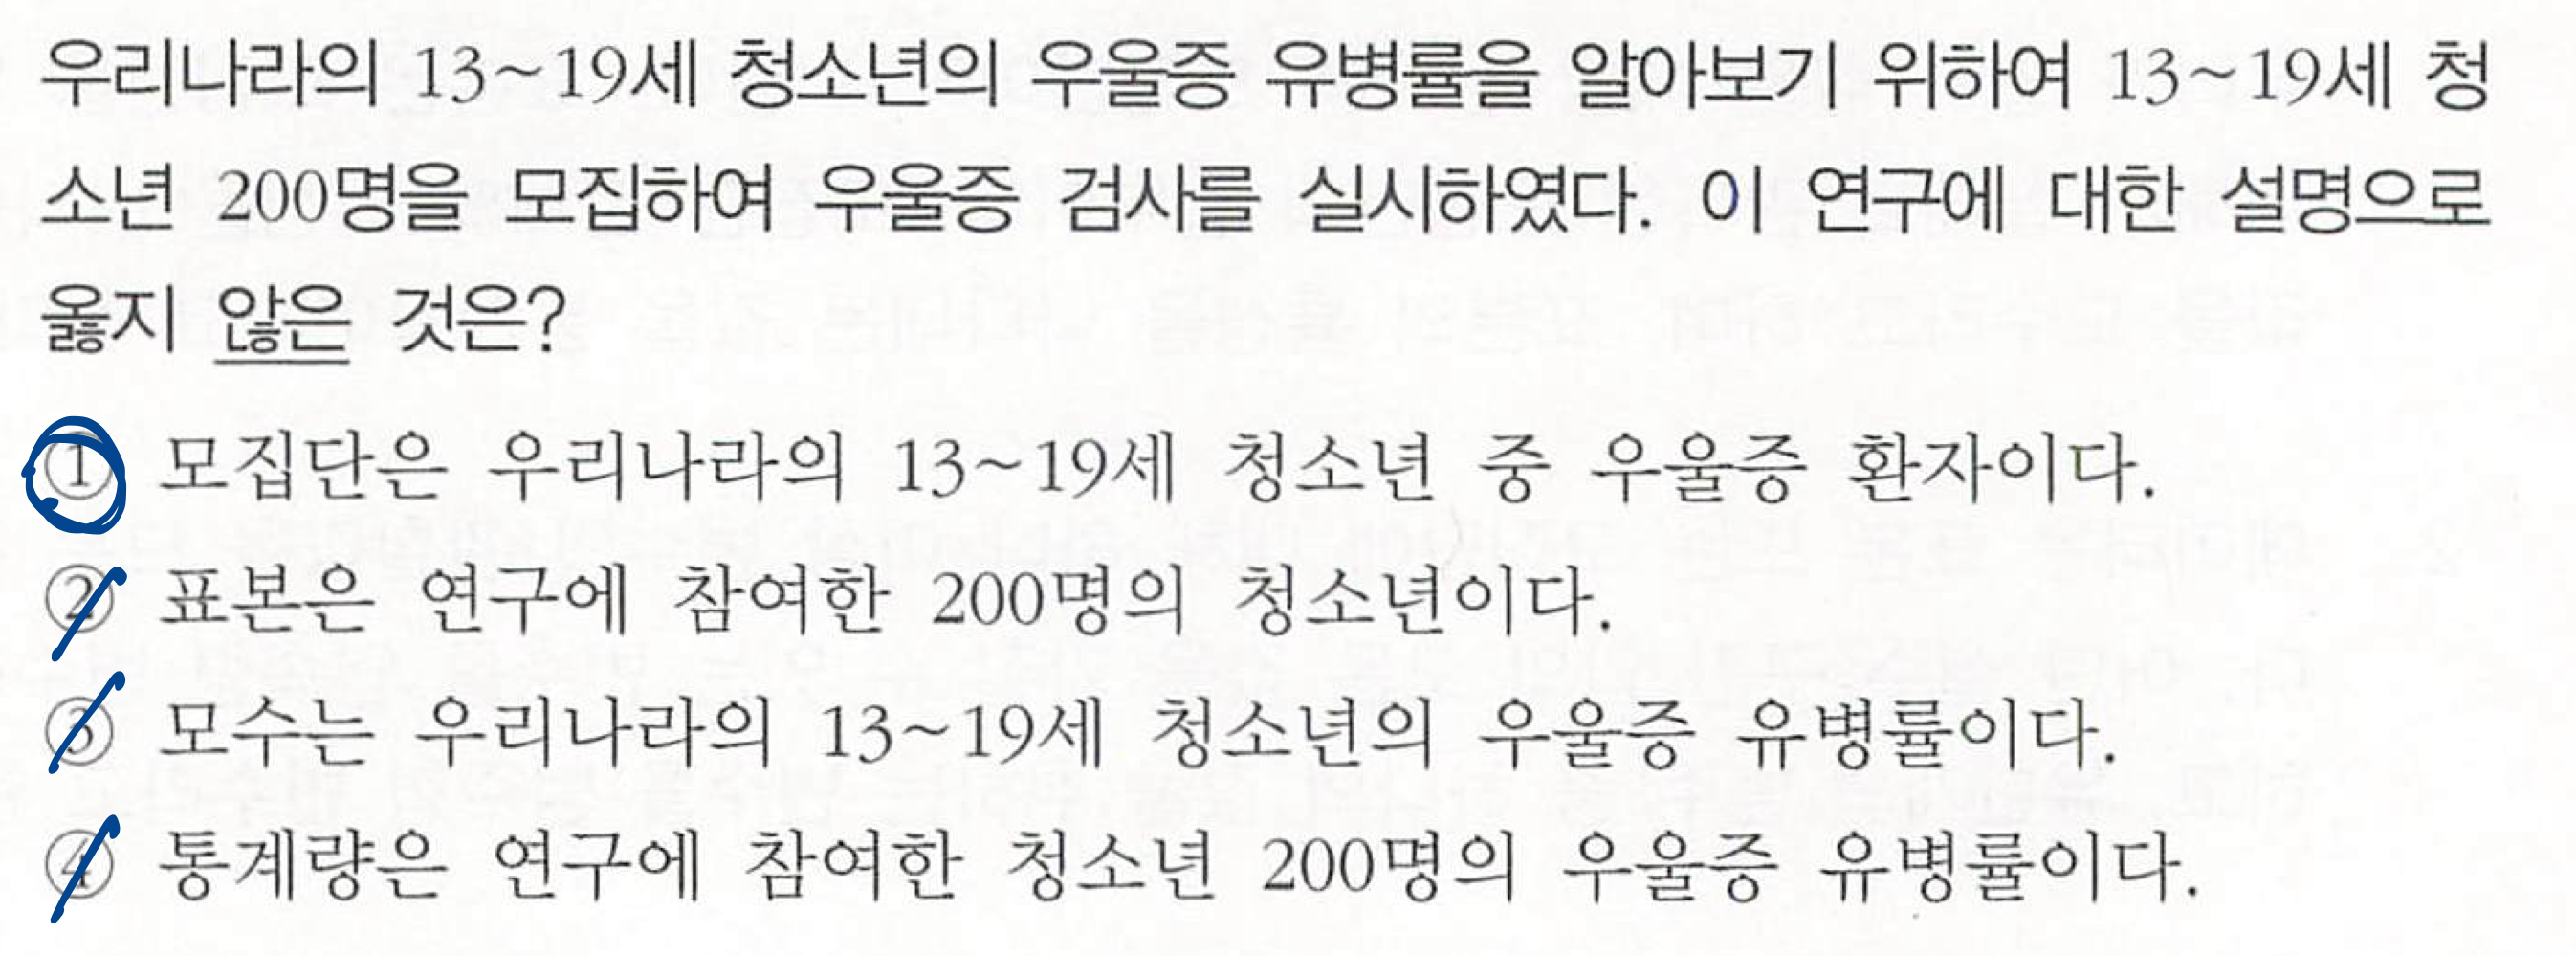 우리나라의 13~19세 청소년의 우울증 유병률을 알아보기 위하여 13~19세 청
소년 200명을 모집하여 우울증 검사를 실시하였다. 이 연구에 대한 설명으로
옳지 않은 것은?
① 모집단은 우리나라의 13~19세 청소년 중 우울증 환자이다.
② 표본은 연구에 참여한 200명의 청소년이다.
③ 모수는 우리나라의 13~19세 청소년의 우울증 유병률이다.
④ 통계량은 연구에 참여한 청소년 200명의 우울증 유병률이다.